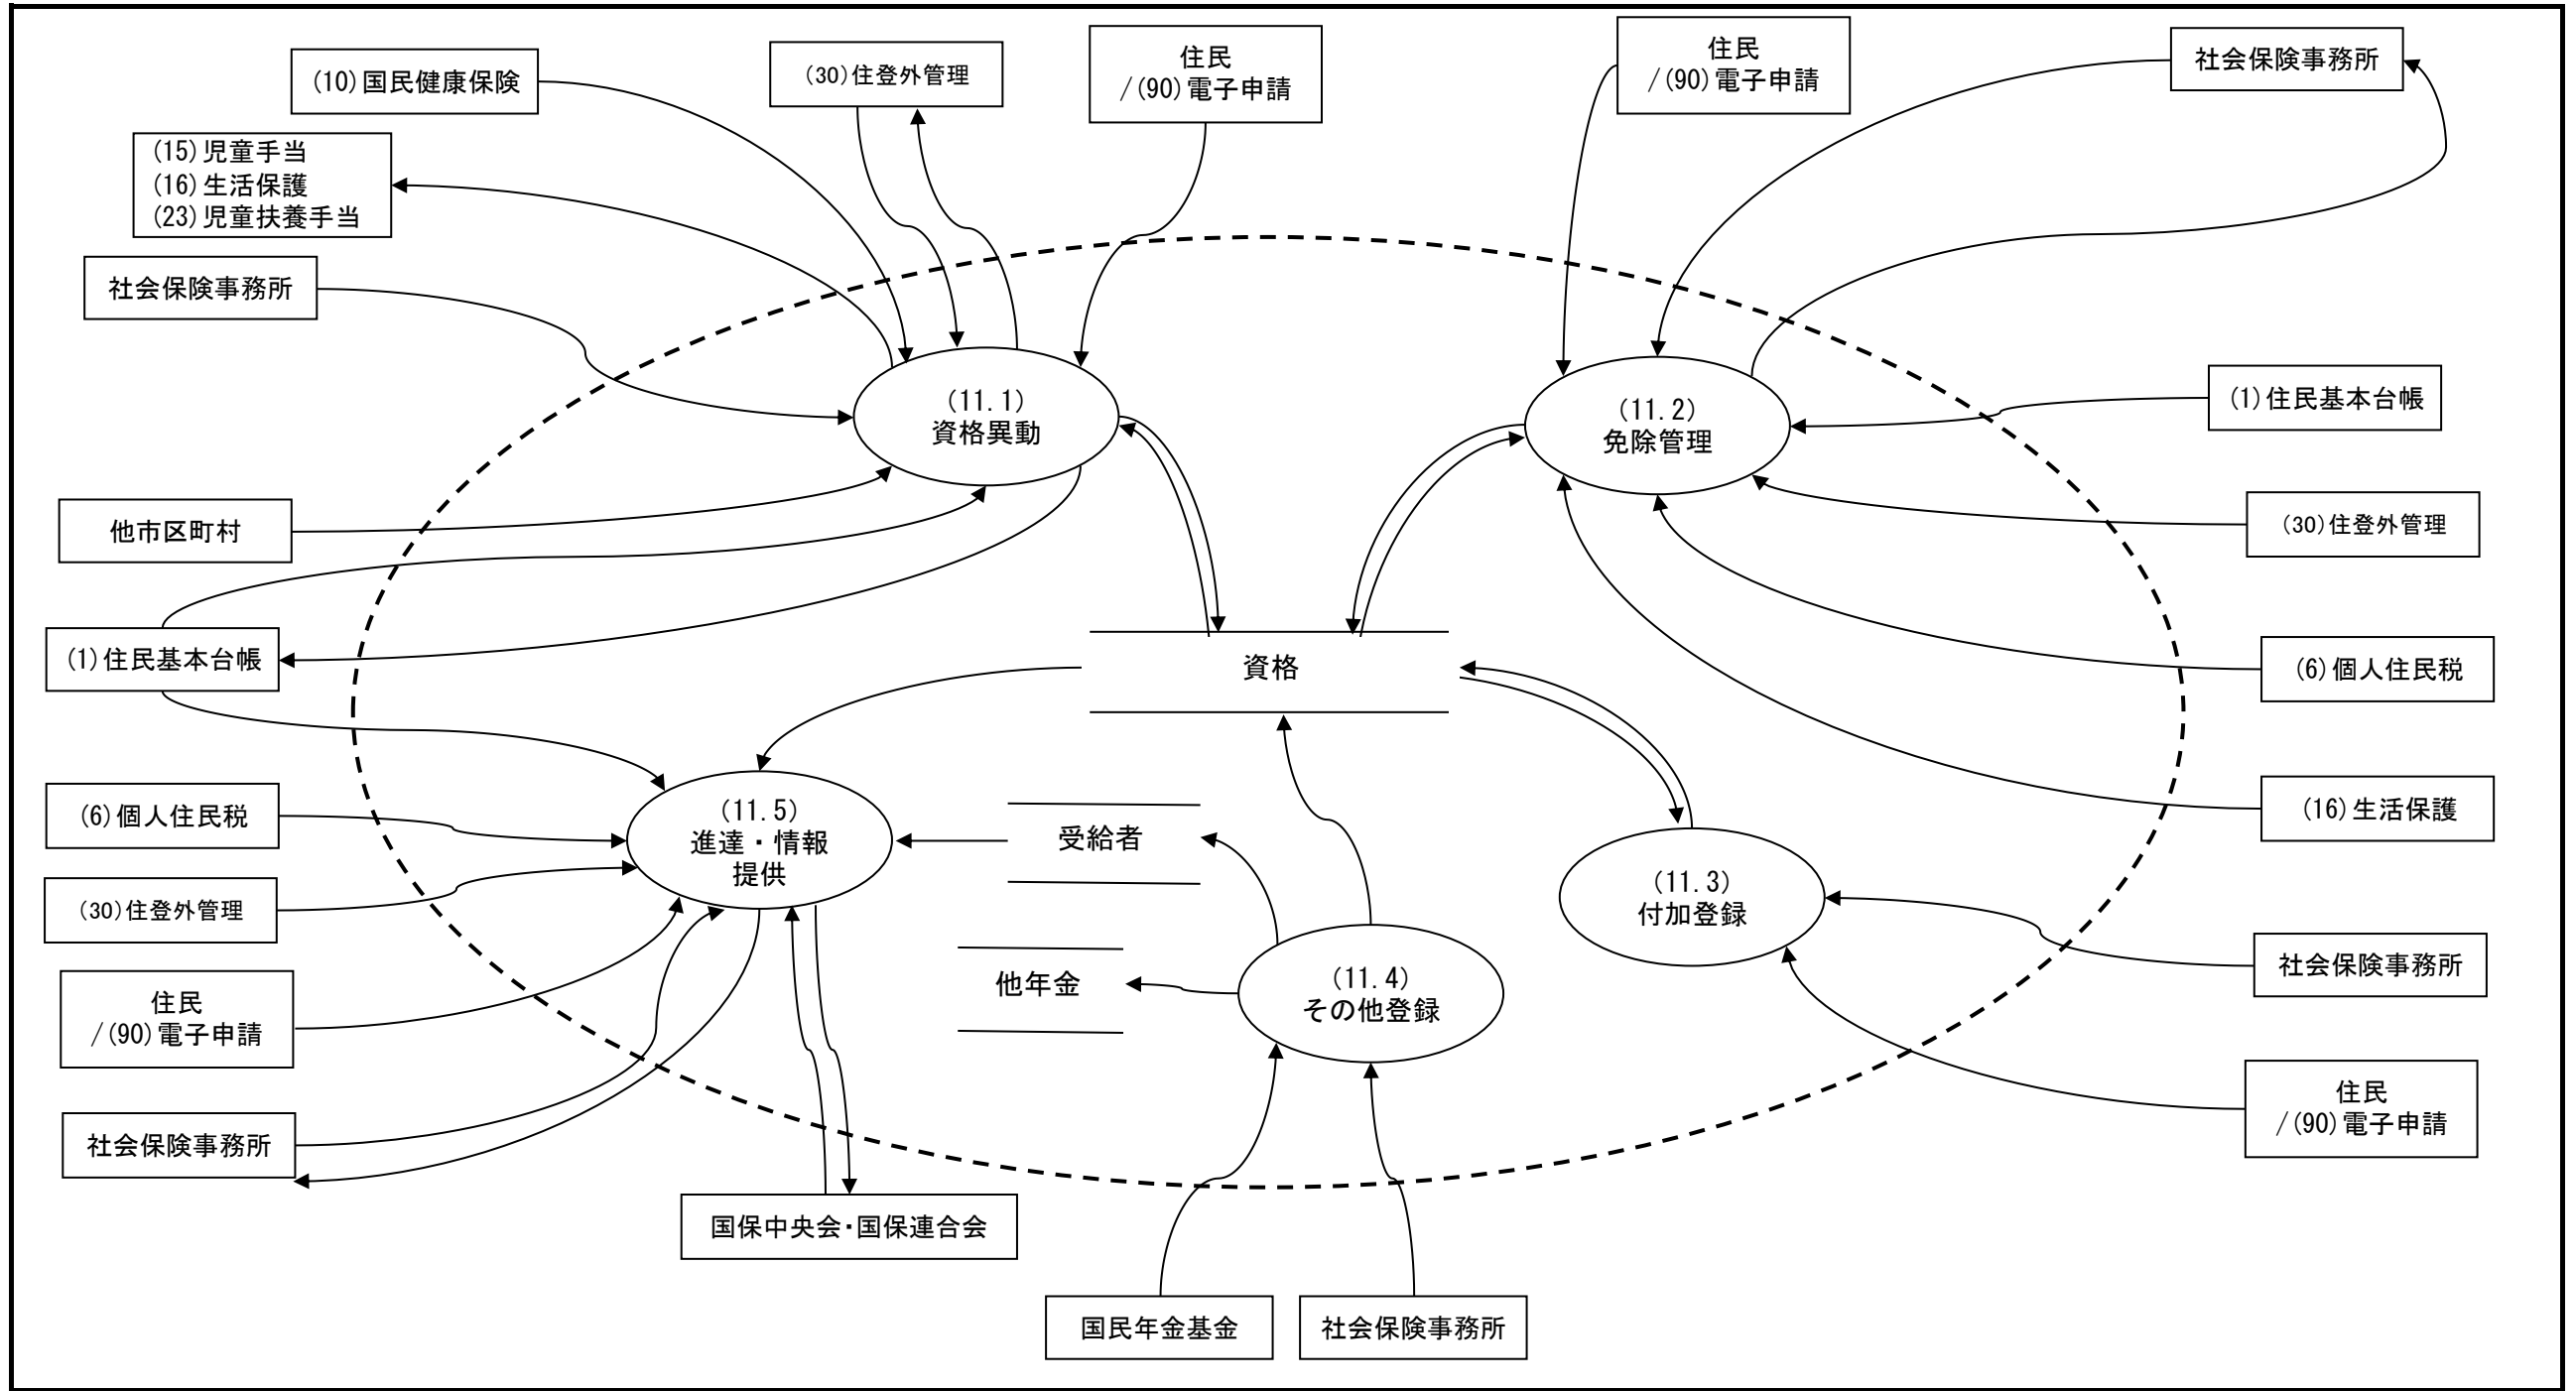 (10)国民健康保険
(30)住登外管理
住民
/(90)電子申請
住民
/(90)電子申請
社会保険事務所
(15)児童手当
(16)生活保護
(23)児童扶養手当
社会保険事務所
(11.1)
資格異動
(11.2)
免除管理
(1)住民基本台帳
他市区町村
(30)住登外管理
(1)住民基本台帳
資格
(6)個人住民税
(6)個人住民税
(11.5)
進達・情報
提供
受給者
(16)生活保護
(30)住登外管理
(11.3)
付加登録
他年金
(11.4)
その他登録
社会保険事務所
住民
/(90)電子申請
社会保険事務所
住民
/(90)電子申請
国保中央会・国保連合会
国民年金基金
社会保険事務所